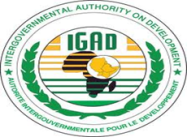 INTERGOVERNMENTAL AUTHORITY ON DEVELOPMENT
IGAD
AUTORITE INTERGOUVERNEMENTALE POUR LE DEVELOPPEMENT